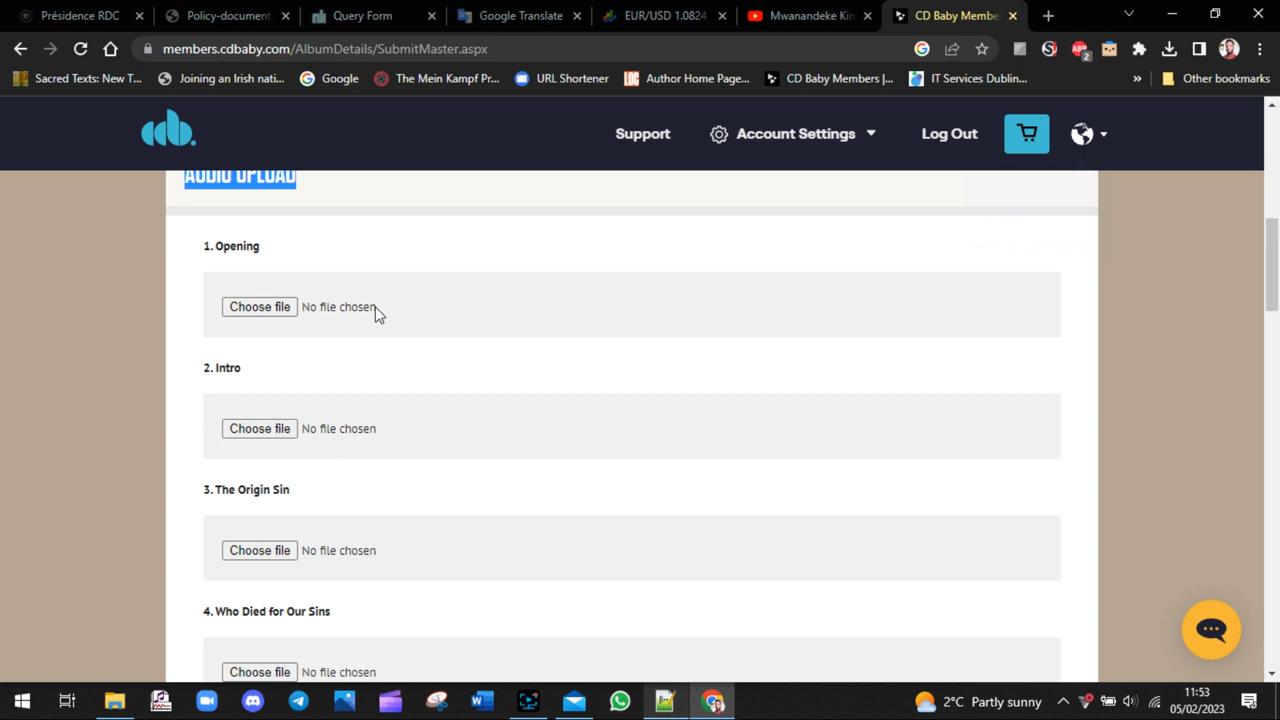 Présidence RDC
Policy-document
Query Form
Google Translate
EUR/USD 1.0824
Mwanandeke Kin
CD Baby Membe
members.cdbaby.com/AlbumDetails/SubmitMaster.aspx
2
Sacred Texts: New T...
Joining an Irish nati...
Google
The Mein Kampf Pr...
URL Shortener
LOC
Author Home Page...
CD Baby Members |...
IT Services Dublin...
»
Other bookmarks
cdb.
Support
Account Settings
Log Out
AUDIO UPLOAD
1. Opening
Choose file No file chosen
2. Intro
Choose file No file chosen
3. The Origin Sin
Choose file No file chosen
4. Who Died for Our Sins
Choose file No file chosen
2°C Partly sunny
11:53
05/02/2023